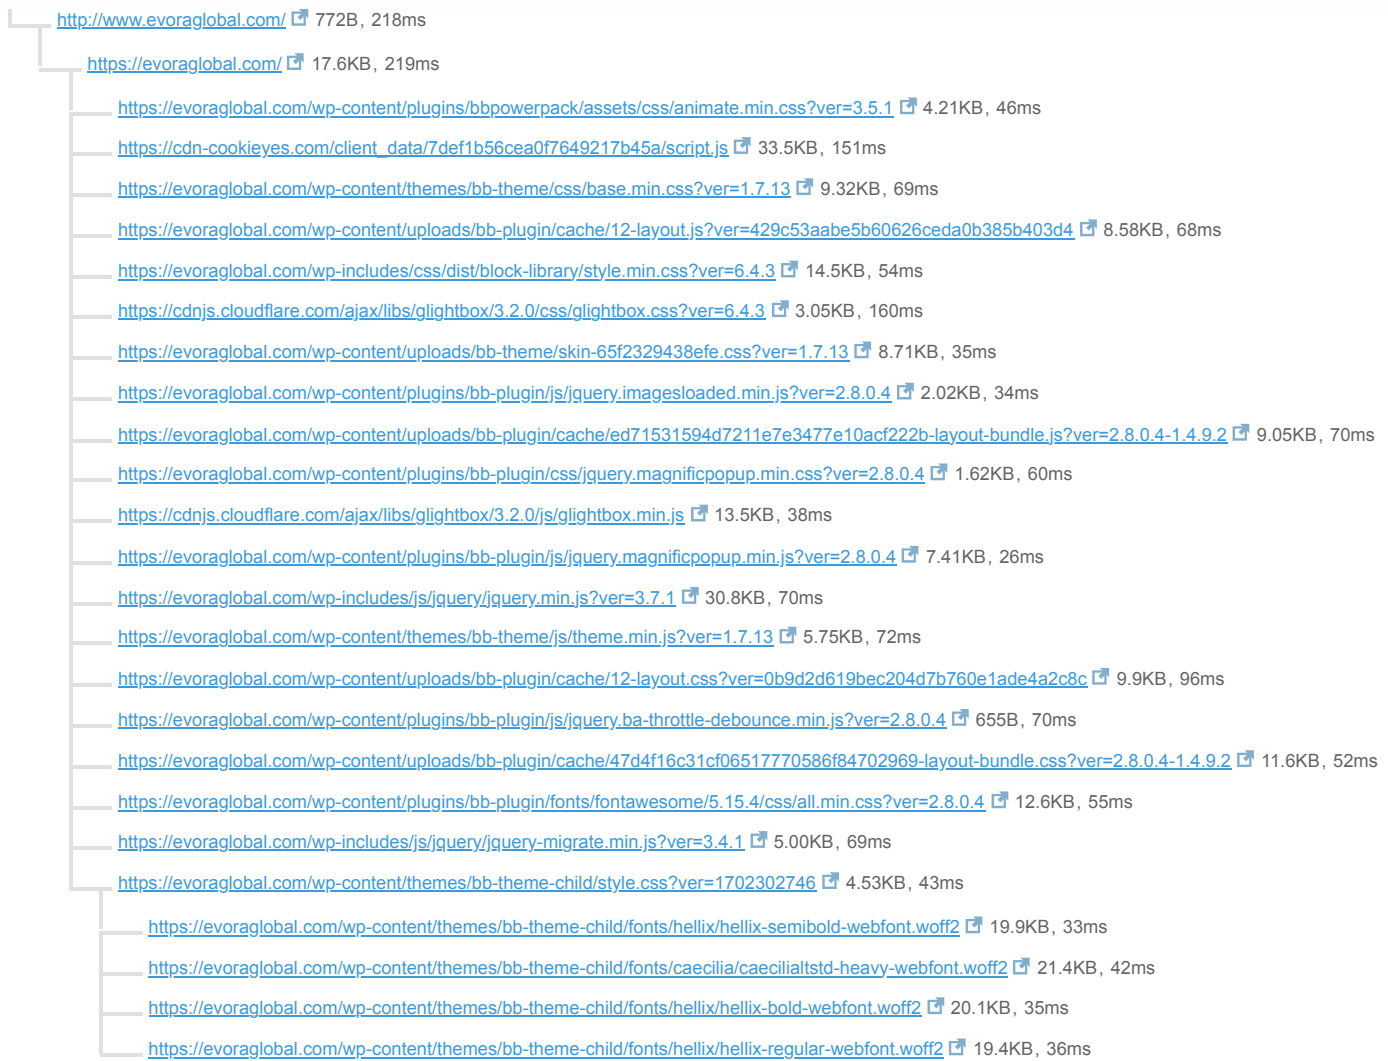 http://www.evoraglobal.com/ 772B, 218ms
https://evoraglobal.com/ 17.6KB, 219ms
https://evoraglobal.com/wp-content/plugins/bbpowerpack/assets/css/animate.min.css?ver=3.5.1 4.21KB, 46ms
https://cdn-cookieyes.com/client_data/7def1b56cea0f7649217b45a/script.js 33.5KB, 151ms
https://evoraglobal.com/wp-content/themes/bb-theme/css/base.min.css?ver=1.7.13 9.32KB, 69ms
https://evoraglobal.com/wp-content/uploads/bb-plugin/cache/12-layout.js?ver=429c53aabe5b60626ceda0b385b403d4 8.58KB, 68ms
https://evoraglobal.com/wp-includes/css/dist/block-library/style.min.css?ver=6.4.3 14.5KB, 54ms
https://cdnjs.cloudflare.com/ajax/libs/glightbox/3.2.0/css/glightbox.css?ver=6.4.3 3.05KB, 160ms
https://evoraglobal.com/wp-content/uploads/bb-theme/skin-65f2329438efe.css?ver=1.7.13 8.71KB, 35ms
https://evoraglobal.com/wp-content/plugins/bb-plugin/js/jquery.imagesloaded.min.js?ver=2.8.0.4 2.02KB, 34ms
https://evoraglobal.com/wp-content/uploads/bb-plugin/cache/ed71531594d7211e7e3477e10acf222b-layout-bundle.js?ver=2.8.0.4-1.4.9.2 9.05KB, 70ms
https://evoraglobal.com/wp-content/plugins/bb-plugin/css/jquery.magnificpopup.min.css?ver=2.8.0.4 1.62KB, 60ms
https://cdnjs.cloudflare.com/ajax/libs/glightbox/3.2.0/js/glightbox.min.js 13.5KB, 38ms
https://evoraglobal.com/wp-content/plugins/bb-plugin/js/jquery.magnificpopup.min.js?ver=2.8.0.4 7.41KB, 26ms
https://evoraglobal.com/wp-includes/js/jquery/jquery.min.js?ver=3.7.1 30.8KB, 70ms
https://evoraglobal.com/wp-content/themes/bb-theme/js/theme.min.js?ver=1.7.13 5.75KB, 72ms
https://evoraglobal.com/wp-content/uploads/bb-plugin/cache/12-layout.css?ver=0b9d2d619bec204d7b760e1ade4a2c8c 9.9KB, 96ms
https://evoraglobal.com/wp-content/plugins/bb-plugin/js/jquery.ba-throttle-debounce.min.js?ver=2.8.0.4 655B, 70ms
https://evoraglobal.com/wp-content/uploads/bb-plugin/cache/47d4f16c31cf06517770586f84702969-layout-bundle.css?ver=2.8.0.4-1.4.9.2 11.6KB, 52ms
https://evoraglobal.com/wp-content/plugins/bb-plugin/fonts/fontawesome/5.15.4/css/all.min.css?ver=2.8.0.4 12.6KB, 55ms
https://evoraglobal.com/wp-includes/js/jquery/jquery-migrate.min.js?ver=3.4.1 5.00KB, 69ms
https://evoraglobal.com/wp-content/themes/bb-theme-child/style.css?ver=1702302746 4.53KB, 43ms
https://evoraglobal.com/wp-content/themes/bb-theme-child/fonts/hellix/hellix-semibold-webfont.woff2 19.9KB, 33ms
https://evoraglobal.com/wp-content/themes/bb-theme-child/fonts/caecilia/caecilialtstd-heavy-webfont.woff2 21.4KB, 42ms
https://evoraglobal.com/wp-content/themes/bb-theme-child/fonts/hellix/hellix-bold-webfont.woff2 20.1KB, 35ms
https://evoraglobal.com/wp-content/themes/bb-theme-child/fonts/hellix/hellix-regular-webfont.woff2 19.4KB, 36ms